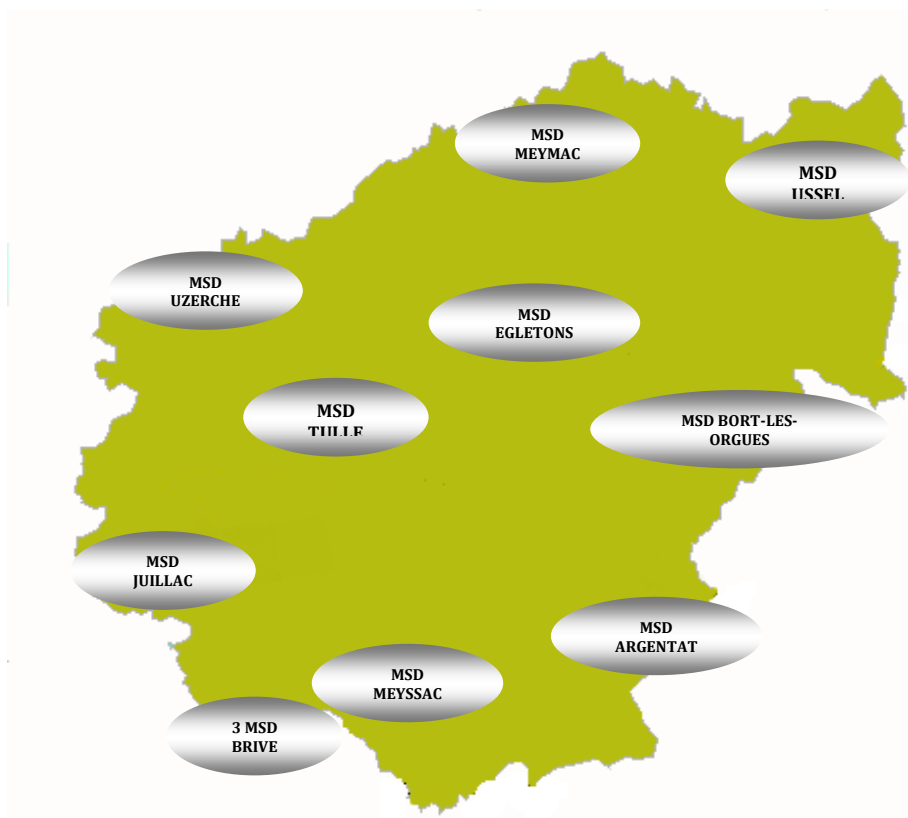 MSD
MEYMAC
MSD
USSEL
MSD
UZERCHE
MSD
EGLETONS
MSD
TULLE
MSD BORT-LES-
ORGUES
MSD
JUILLAC
MSD
ARGENTAT
MSD
MEYSSAC
3 MSD
BRIVE